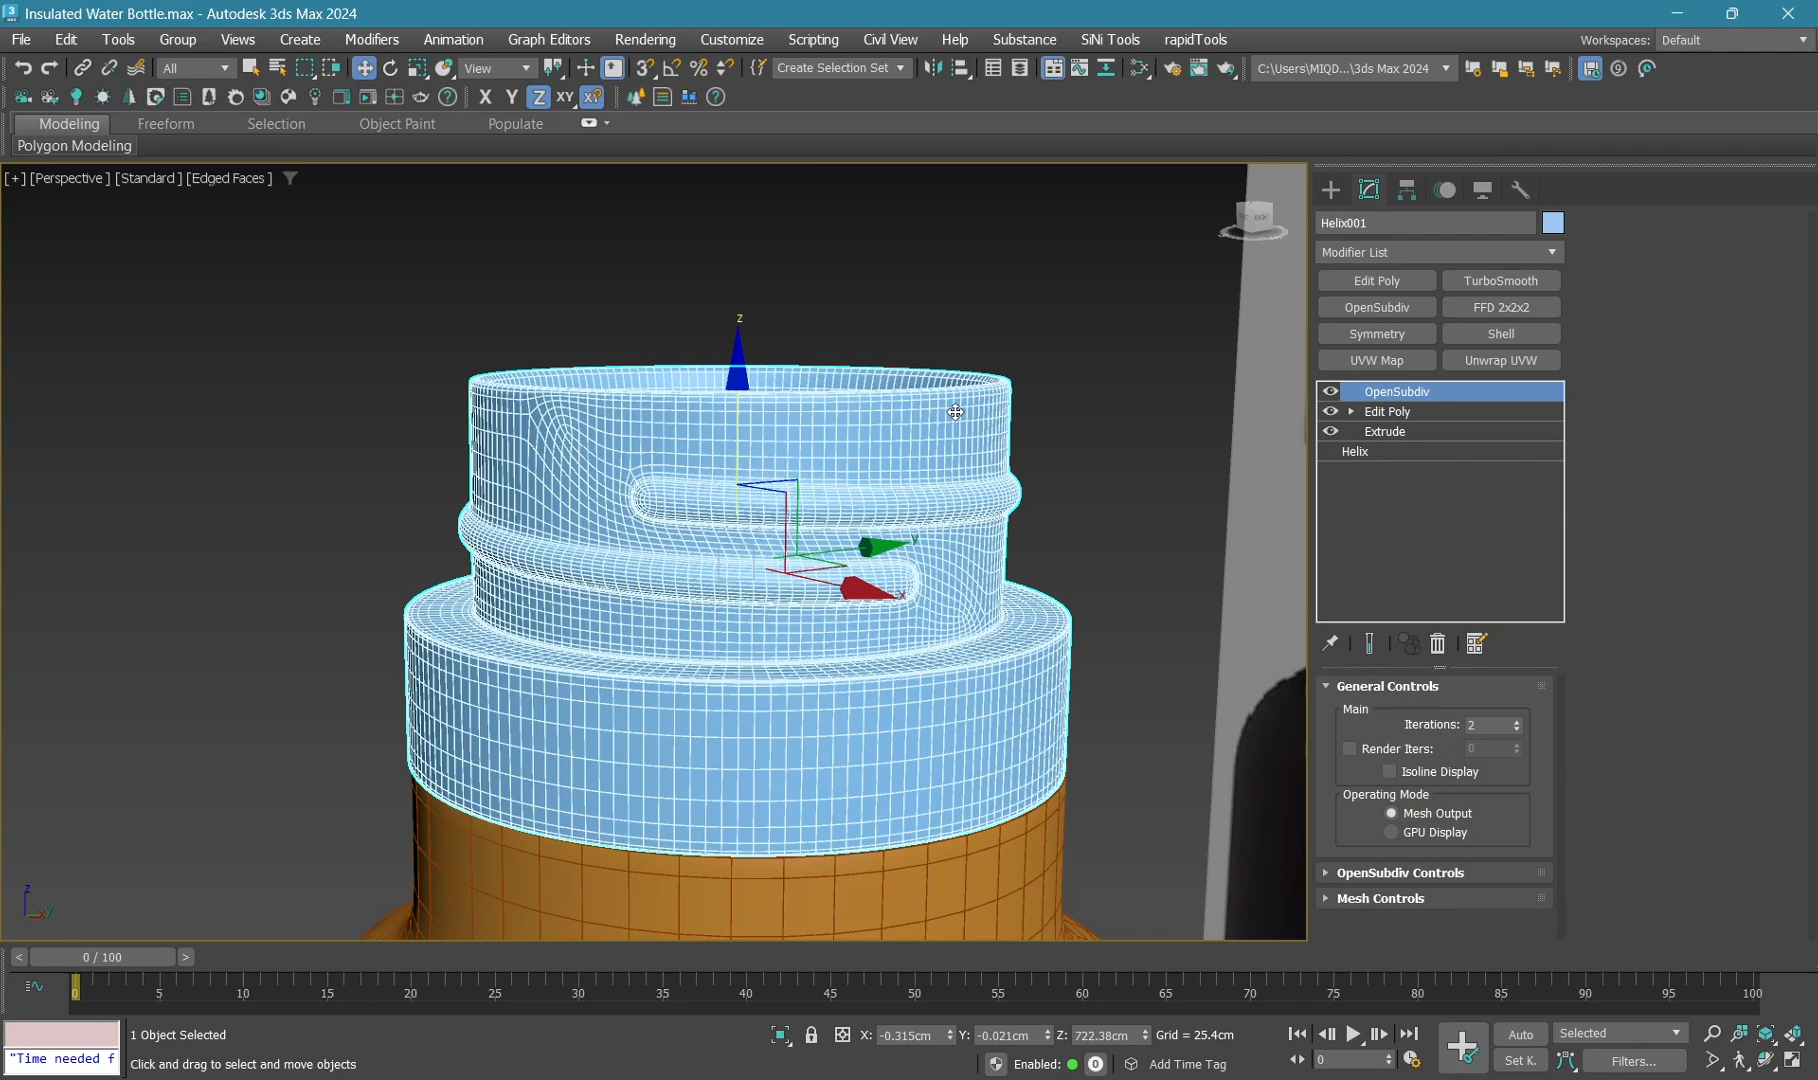 Insulated Water Bottle.max - Autodesk 3ds Max 2024
File Edit Tools Group Views Create Modifiers Animation Graph Editors Rendering Customize Scripting Civil View Help Substance SiNi Tools rapidTools Workspaces: Default
All View Create Selection Set C:\Users\MIQD...\3ds Max 2024
X Y Z XY XY
Modeling Freeform Selection Object Paint Populate
Polygon Modeling
[+] [Perspective ] [Standard ] [Edged Faces ]
Helix001
Modifier List
Edit Poly TurboSmooth
OpenSubdiv FFD 2x2x2
Symmetry Shell
UVW Map Unwrap UVW
z
OpenSubdiv
Edit Poly
Extrude
Helix
y
x
General Controls
Main
Iterations: 2
Render Iters: 0
Isoline Display
Operating Mode
Mesh Output
GPU Display
OpenSubdiv Controls
Mesh Controls
z
< 0 / 100 >
0 5 10 15 20 25 30 35 40 45 50 55 60 65 70 75 80 85 90 95 100
1 Object Selected X: -0.315cm Y: -0.021cm Z: 722.38cm Grid = 25.4cm Auto Selected
"Time needed f Click and drag to select and move objects Enabled: 0 Add Time Tag 0 Set K. Filters...